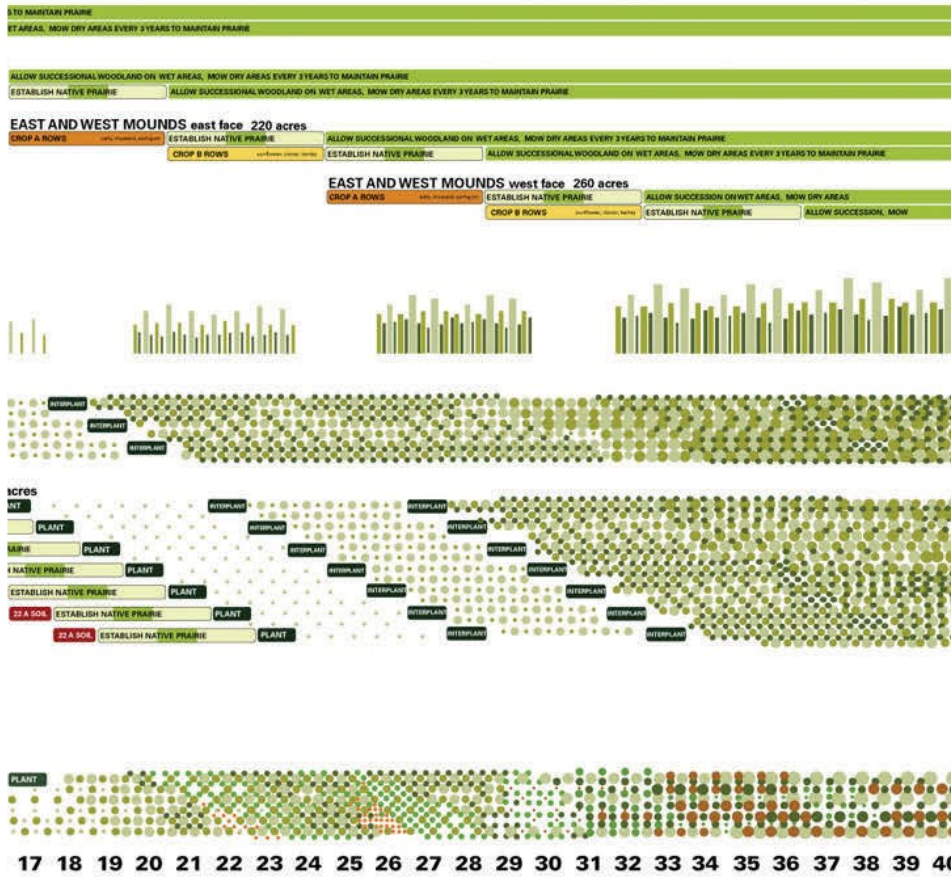 S TO MAINTAIN PRAIRIE
ET AREAS, MOW DRY AREAS EVERY 3 YEARS TO MAINTAIN PRAIRIE
ALLOW SUCCESSIONAL WOODLAND ON WET AREAS, MOW DRY AREAS EVERY 3 YEARS TO MAINTAIN PRAIRIE
ESTABLISH NATIVE PRAIRIE ALLOW SUCCESSIONAL WOODLAND ON WET AREAS, MOW DRY AREAS EVERY 3 YEARS TO MAINTAIN PRAIRIE
EAST AND WEST MOUNDS east face 220 acres
CROP A ROWS ESTABLISH NATIVE PRAIRIE ALLOW SUCCESSIONAL WOODLAND ON WET AREAS, MOW DRY AREAS EVERY 3 YEARS TO MAINTAIN PRAIRIE
CROP B ROWS sunflower, clover, barley ESTABLISH NATIVE PRAIRIE ALLOW SUCCESSIONAL WOODLAND ON WET AREAS, MOW DRY AREAS EVERY 3 YEARS TO MAINTAIN PRAIRIE
EAST AND WEST MOUNDS west face 260 acres
CROP A ROWS ESTABLISH NATIVE PRAIRIE ALLOW SUCCESSION ON WET AREAS, MOW DRY AREAS
CROP B ROWS sunflower, clover, barley ESTABLISH NATIVE PRAIRIE ALLOW SUCCESSION, MOW
INTERPLANT
INTERPLANT
INTERPLANT
acres
ANT INTERPLANT INTERPLANT
PLANT INTERPLANT INTERPLANT
AIRIE PLANT INTERPLANT INTERPLANT
H NATIVE PRAIRIE PLANT INTERPLANT INTERPLANT
ESTABLISH NATIVE PRAIRIE PLANT INTERPLANT INTERPLANT
22 A SOIL ESTABLISH NATIVE PRAIRIE PLANT INTERPLANT INTERPLANT
22 A SOIL ESTABLISH NATIVE PRAIRIE PLANT INTERPLANT INTERPLANT
PLANT
17 18 19 20 21 22 23 24 25 26 27 28 29 30 31 32 33 34 35 36 37 38 39 40